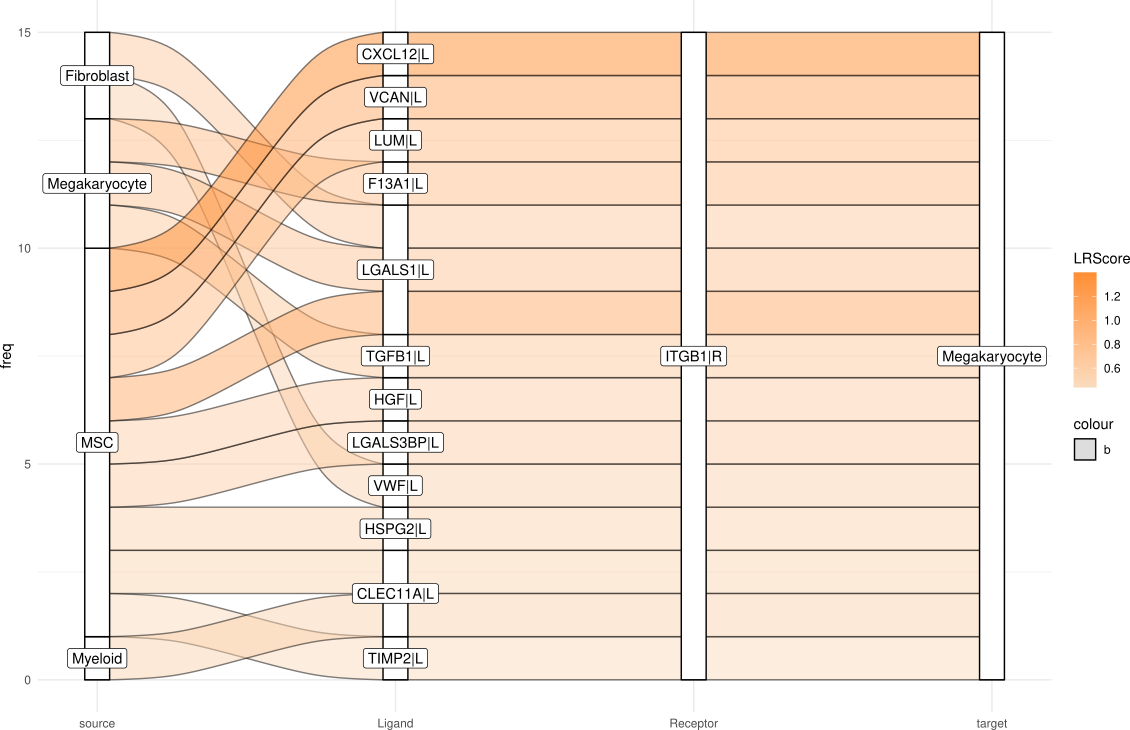 15
10
5
0
freq
Fibroblast
Megakaryocyte
MSC
Myeloid
CXCL12|L
VCAN|L
LUM|L
F13A1|L
LGALS1|L
TGFB1|L
HGF|L
LGALS3BP|L
VWF|L
HSPG2|L
CLEC11A|L
TIMP2|L
ITGB1|R
Megakaryocyte
source
Ligand
Receptor
target
LRScore
1.2
1.0
0.8
0.6
colour
b